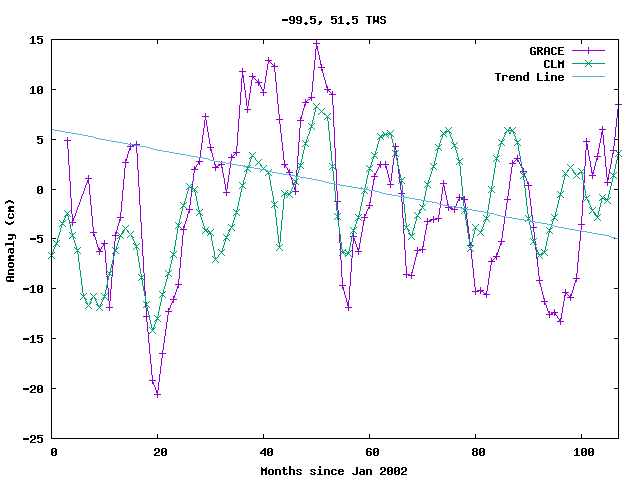 -99.5, 51.5 TWS
GRACE
CLM
Trend Line
15
10
5
0
-5
-10
-15
-20
-25
Anomaly (cm)
0 20 40 60 80 100
Months since Jan 2002